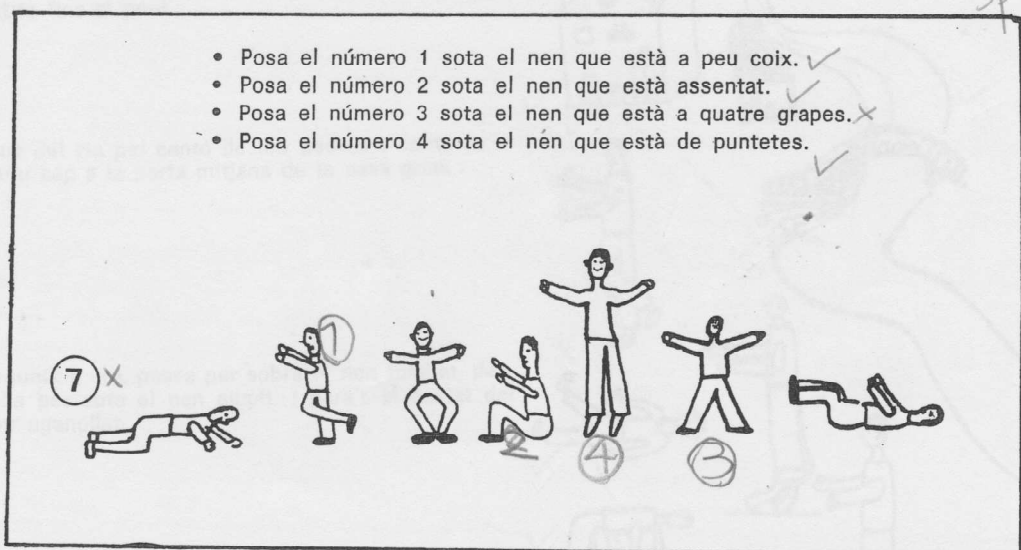 • Posa el número 1 sota el nen que està a peu coix.
• Posa el número 2 sota el nen que està assentat.
• Posa el número 3 sota el nen que està a quatre grapes.
• Posa el número 4 sota el nen que està de puntetes.
1
7
2 4 3